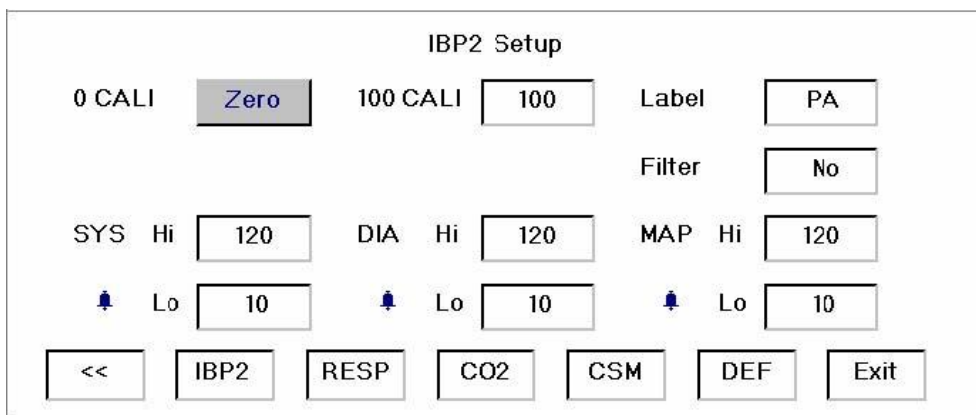 IBP2 Setup
0 CALI Zero 100 CALI 100 Label PA
Filter No
SYS Hi 120 DIA Hi 120 MAP Hi 120
Lo 10 Lo 10 Lo 10
<< IBP2 RESP CO2 CSM DEF Exit